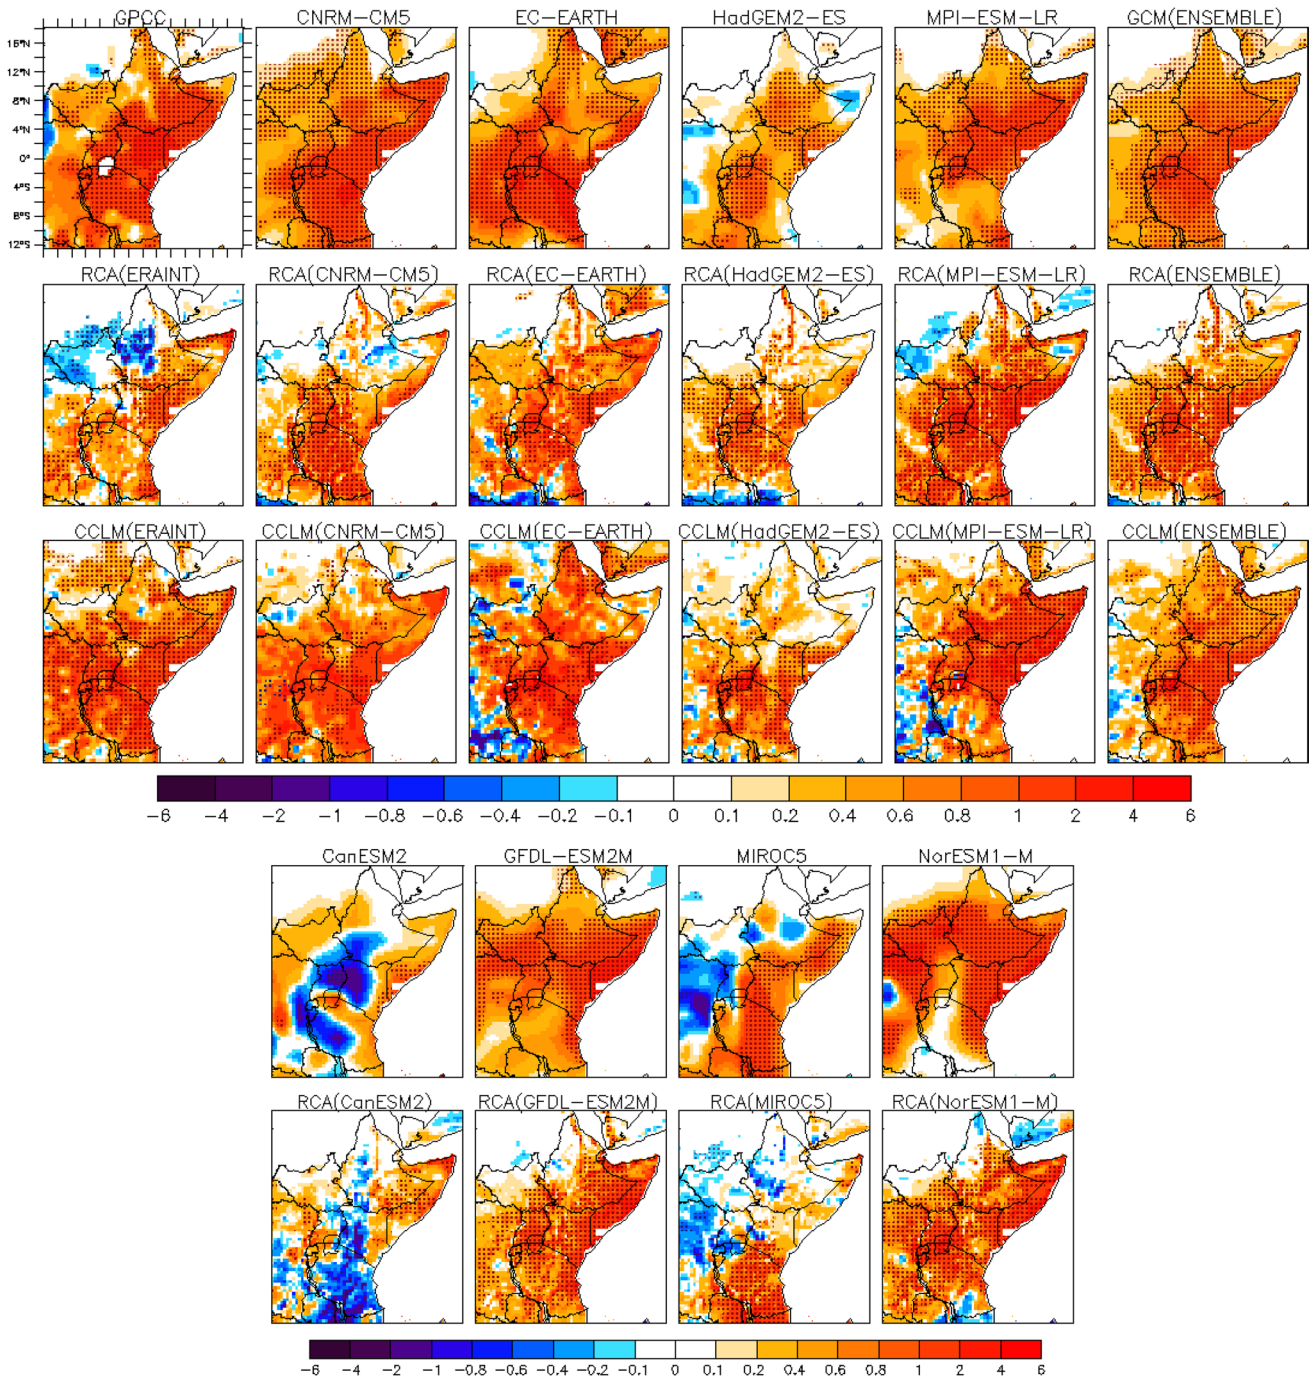 GPCC CNRM-CM5 EC-EARTH HadGEM2-ES MPI-ESM-LR GCM(ENSEMBLE)
16°N
12°N
8°N
4°N
0°
4°S
8°S
12°S
RCA(ERAINT) RCA(CNRM-CM5) RCA(EC-EARTH) RCA(HadGEM2-ES) RCA(MPI-ESM-LR) RCA(ENSEMBLE)
CCLM(ERAINT) CCLM(CNRM-CM5) CCLM(EC-EARTH) CCLM(HadGEM2-ES) CCLM(MPI-ESM-LR) CCLM(ENSEMBLE)
-6 -4 -2 -1 -0.8 -0.6 -0.4 -0.2 -0.1 0 0.1 0.2 0.4 0.6 0.8 1 2 4 6
CanESM2 GFDL-ESM2M MIROC5 NorESM1-M
RCA(CanESM2) RCA(GFDL-ESM2M) RCA(MIROC5) RCA(NorESM1-M)
-6 -4 -2 -1 -0.8 -0.6 -0.4 -0.2 -0.1 0 0.1 0.2 0.4 0.6 0.8 1 2 4 6